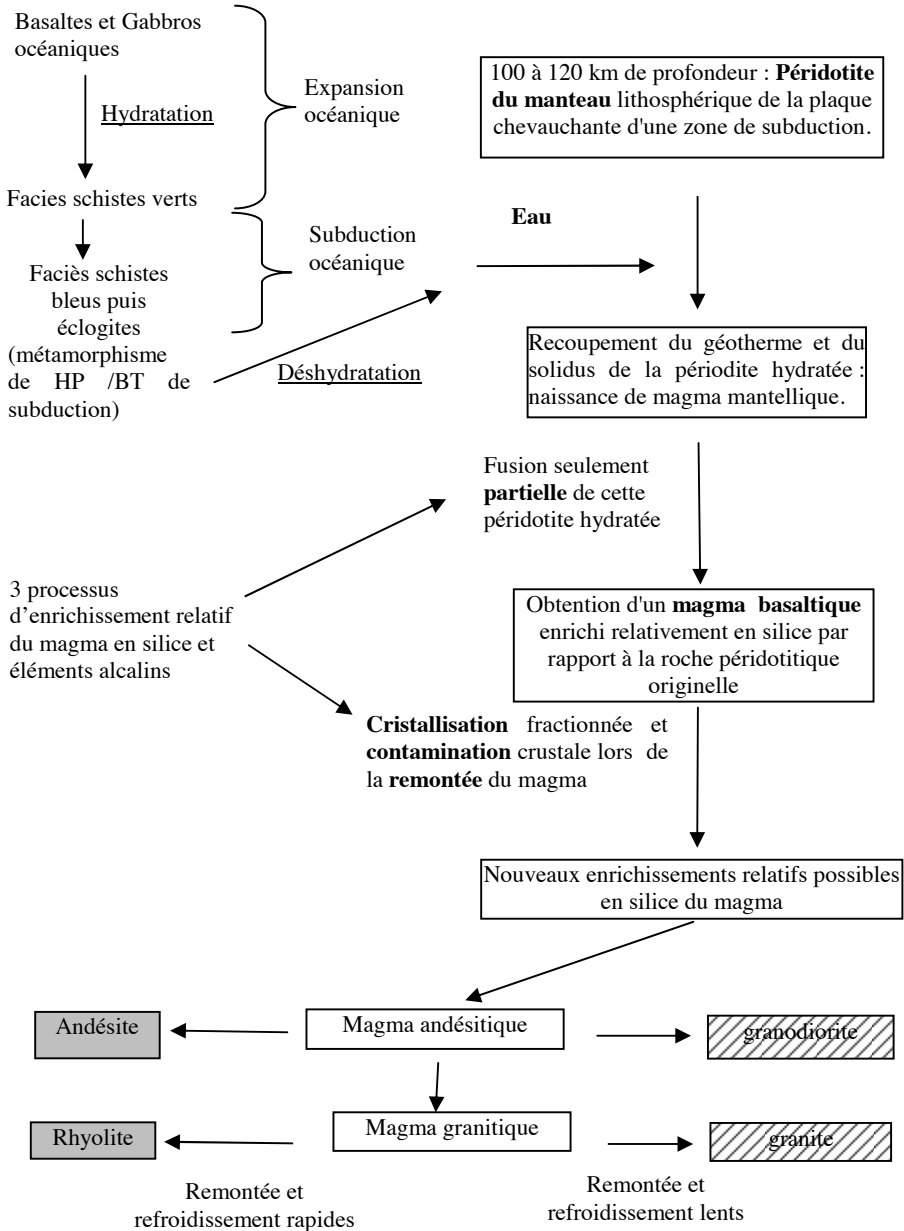 Basaltes et Gabbros
océaniques
Hydratation
Expansion
océanique
100 à 120 km de profondeur : Péridotite
du manteau lithosphérique de la plaque
chevauchante d'une zone de subduction.
Facies schistes verts
Eau
Subduction
océanique
Faciès schistes
bleus puis
éclogites
(métamorphisme
de HP /BT de
subduction)
Déshydratation
Recoupement du géotherme et du
solidus de la périodite hydratée :
naissance de magma mantellique.
Fusion seulement
partielle de cette
péridotite hydratée
3 processus
d'enrichissement relatif
du magma en silice et
éléments alcalins
Obtention d'un magma basaltique
enrichi relativement en silice par
rapport à la roche péridotitique
originelle
Cristallisation fractionnée et
contamination crustale lors de
la remontée du magma
Nouveaux enrichissements relatifs possibles
en silice du magma
Andésite
Magma andésitique
granodiorite
Rhyolite
Magma granitique
granite
Remontée et
refroidissement rapides
Remontée et
refroidissement lents